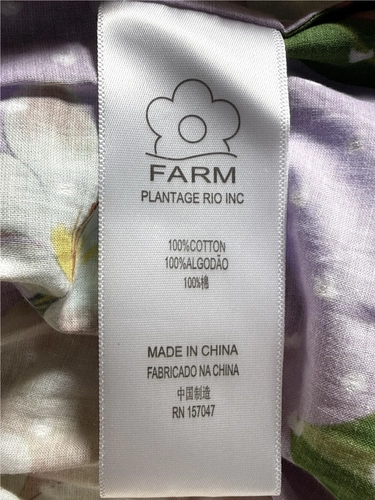 FARM
PLANTAGE RIO INC
100%COTTON
100%ALGODÃO
100%棉
MADE IN CHINA
FABRICADO NA CHINA
中国制造
RN 157047